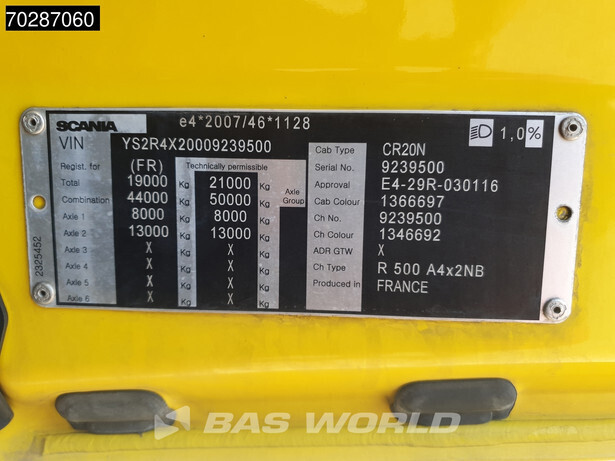 70287060
SCANIA e4*2007/46*1128
VIN YS2R4X20009239500
1,0%
Regist. for (FR) Technically permissible
Total 19000 Kg 21000 Kg Axle Group
Combination 44000 Kg 50000 Kg
Axle 1 8000 Kg 8000 Kg
Axle 2 13000 Kg 13000 Kg
Axle 3 X Kg X Kg
Axle 4 X Kg X Kg
Axle 5 X Kg X Kg
Axle 6 X Kg X Kg
Cab Type CR20N
Serial No. 9239500
Approval E4-29R-030116
Cab Colour 1366697
Ch No. 9239500
Ch Colour 1346692
ADR GTW X
Ch Type R 500 A4x2NB
Produced in FRANCE
2325452
BAS WORLD